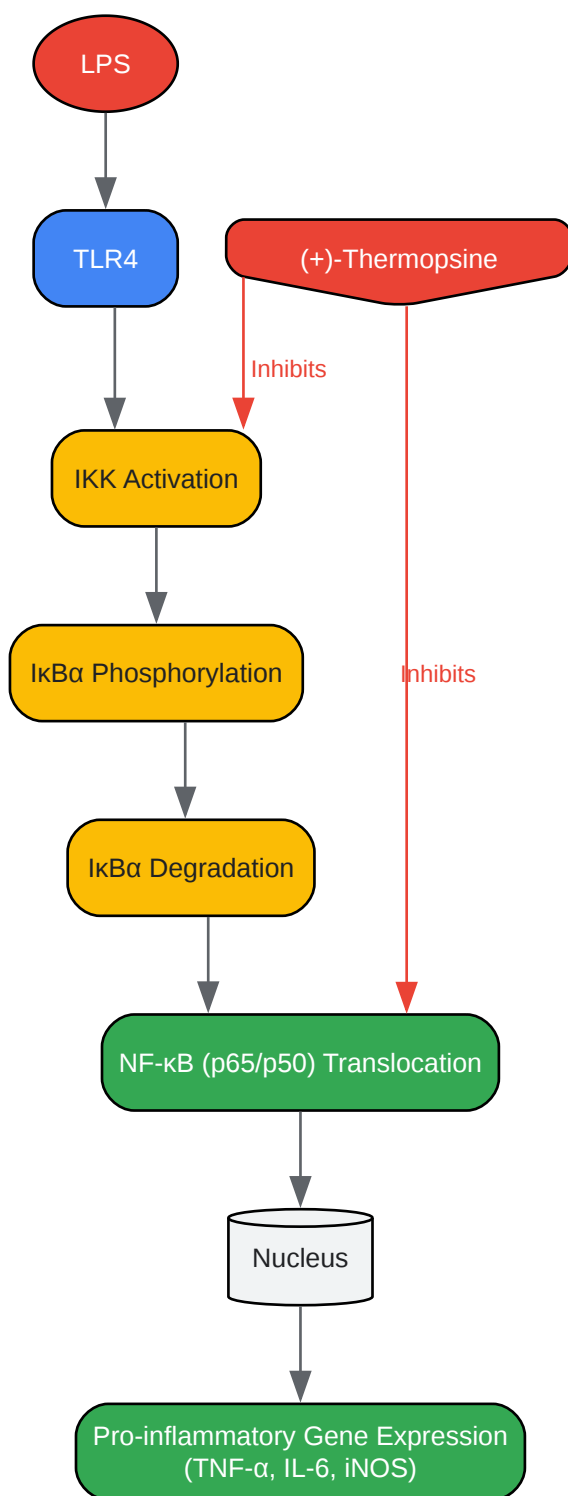 LPS
TLR4
(+)-Thermopsine
Inhibits
IKK Activation
IκBα Phosphorylation
Inhibits
IκBα Degradation
NF-κB (p65/p50) Translocation
Nucleus
Pro-inflammatory Gene Expression
(TNF-α, IL-6, iNOS)